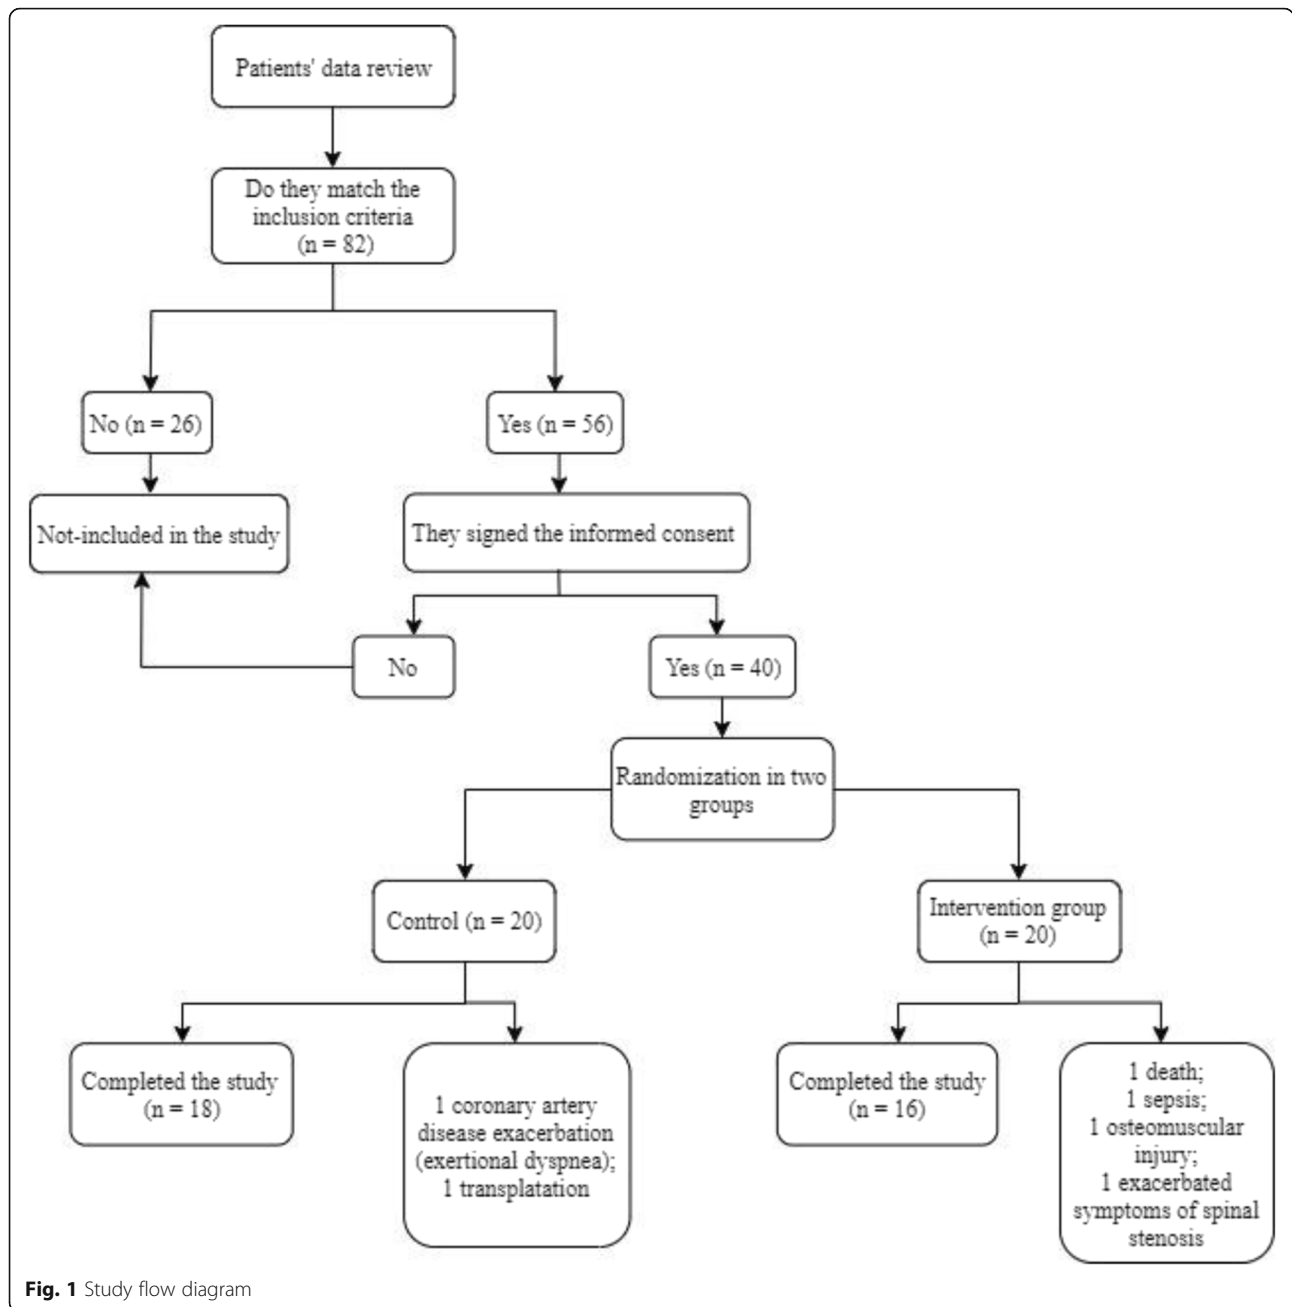 Patients' data review
Do they match the
inclusion criteria
(n = 82)
No (n = 26)
Yes (n = 56)
Not-included in the study
They signed the informed consent
No
Yes (n = 40)
Randomization in two
groups
Control (n = 20)
Intervention group
(n = 20)
Completed the study
(n = 18)
1 coronary artery
disease exacerbation
(exertional dyspnea);
1 transplatation
Completed the study
(n = 16)
1 death;
1 sepsis;
1 osteomuscular
injury;
1 exacerbated
symptoms of spinal
stenosis
Fig. 1 Study flow diagram